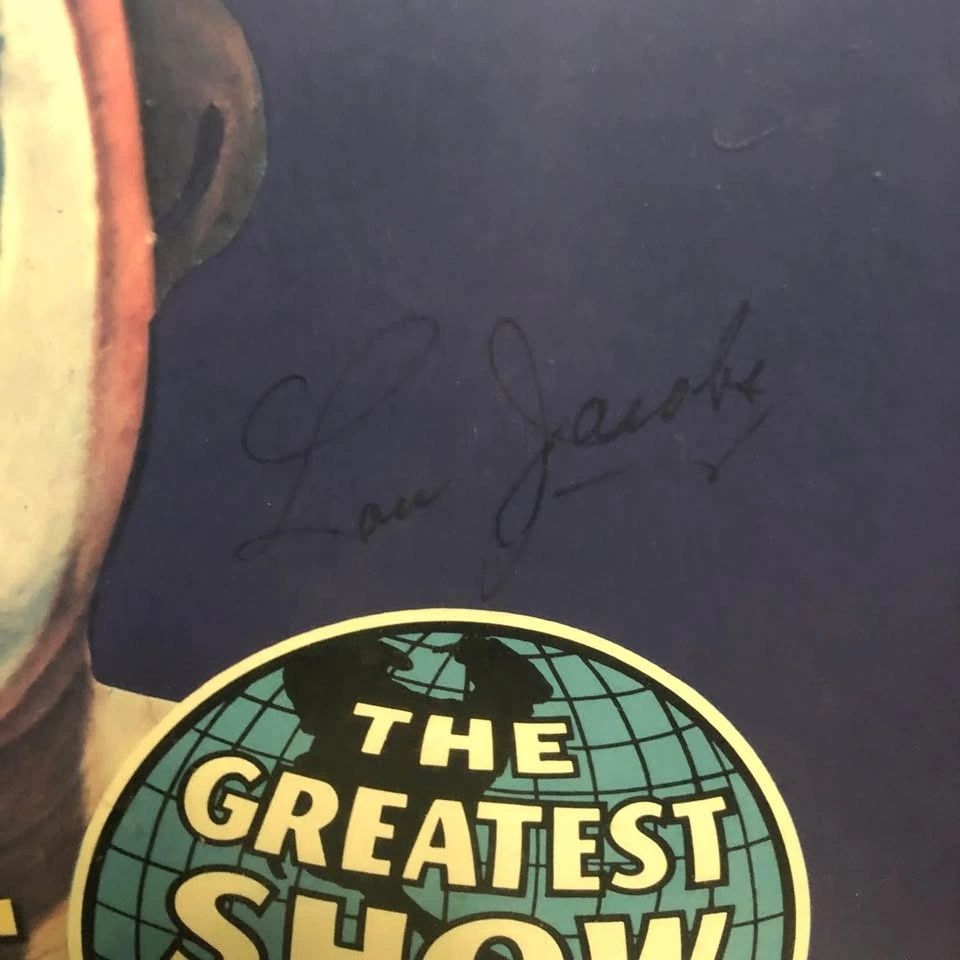 Lou Jacobs
THE
GREATEST
SHOW